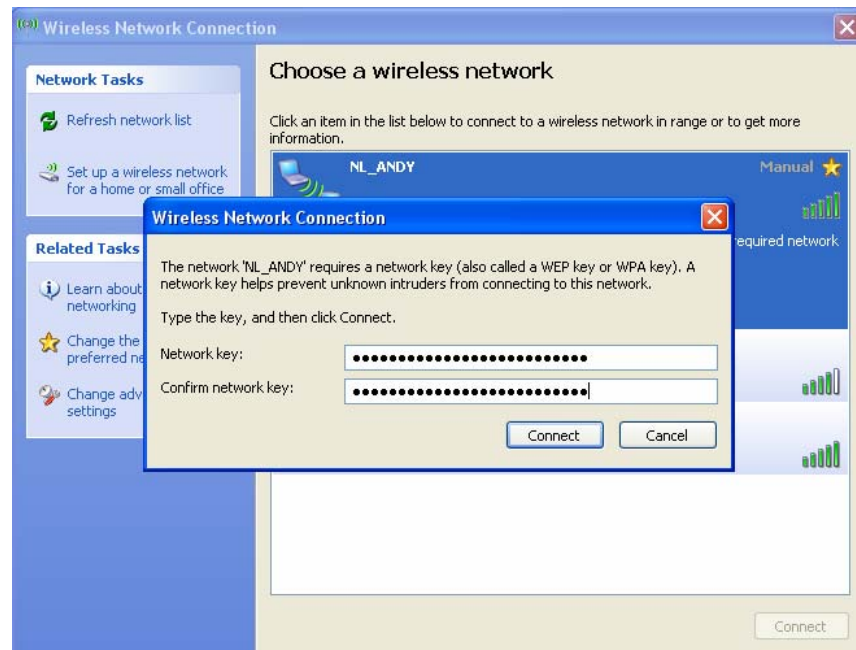 Wireless Network Connection
Network Tasks
Refresh network list
Set up a wireless network
for a home or small office
Related Tasks
Learn about
networking
Change the
preferred ne
Change adv
settings
Choose a wireless network
Click an item in the list below to connect to a wireless network in range or to get more
information.
NL_ANDY
Manual
required network
Wireless Network Connection
The network 'NL_ANDY' requires a network key (also called a WEP key or WPA key). A
network key helps prevent unknown intruders from connecting to this network.
Type the key, and then click Connect.
Network key:
Confirm network key:
Connect
Cancel
Connect